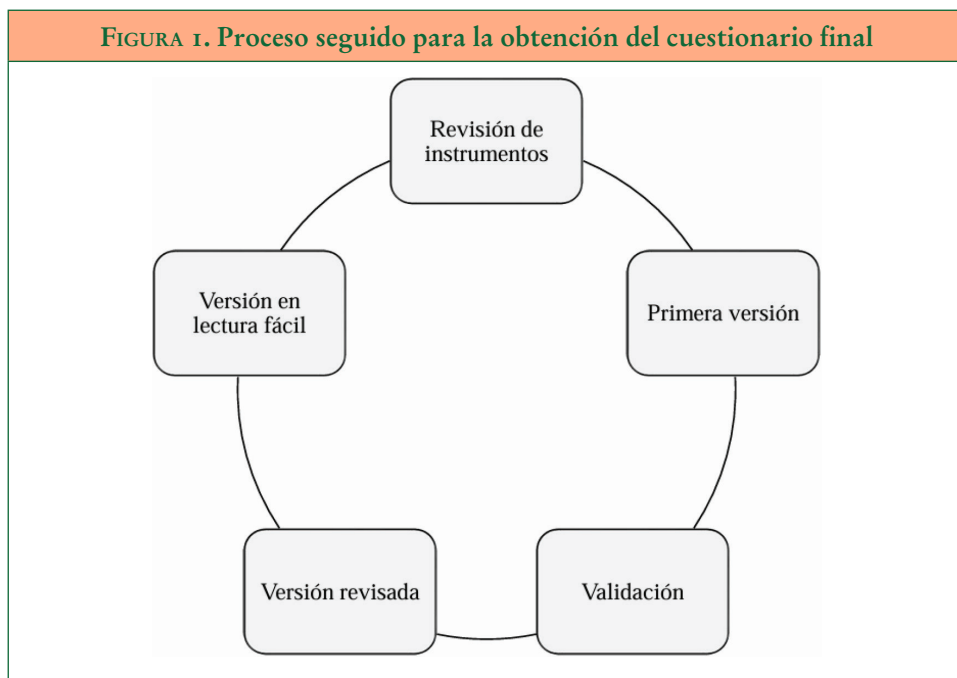 FIGURA 1. Proceso seguido para la obtención del cuestionario final
Revisión de
instrumentos
Primera versión
Validación
Versión revisada
Versión en
lectura fácil